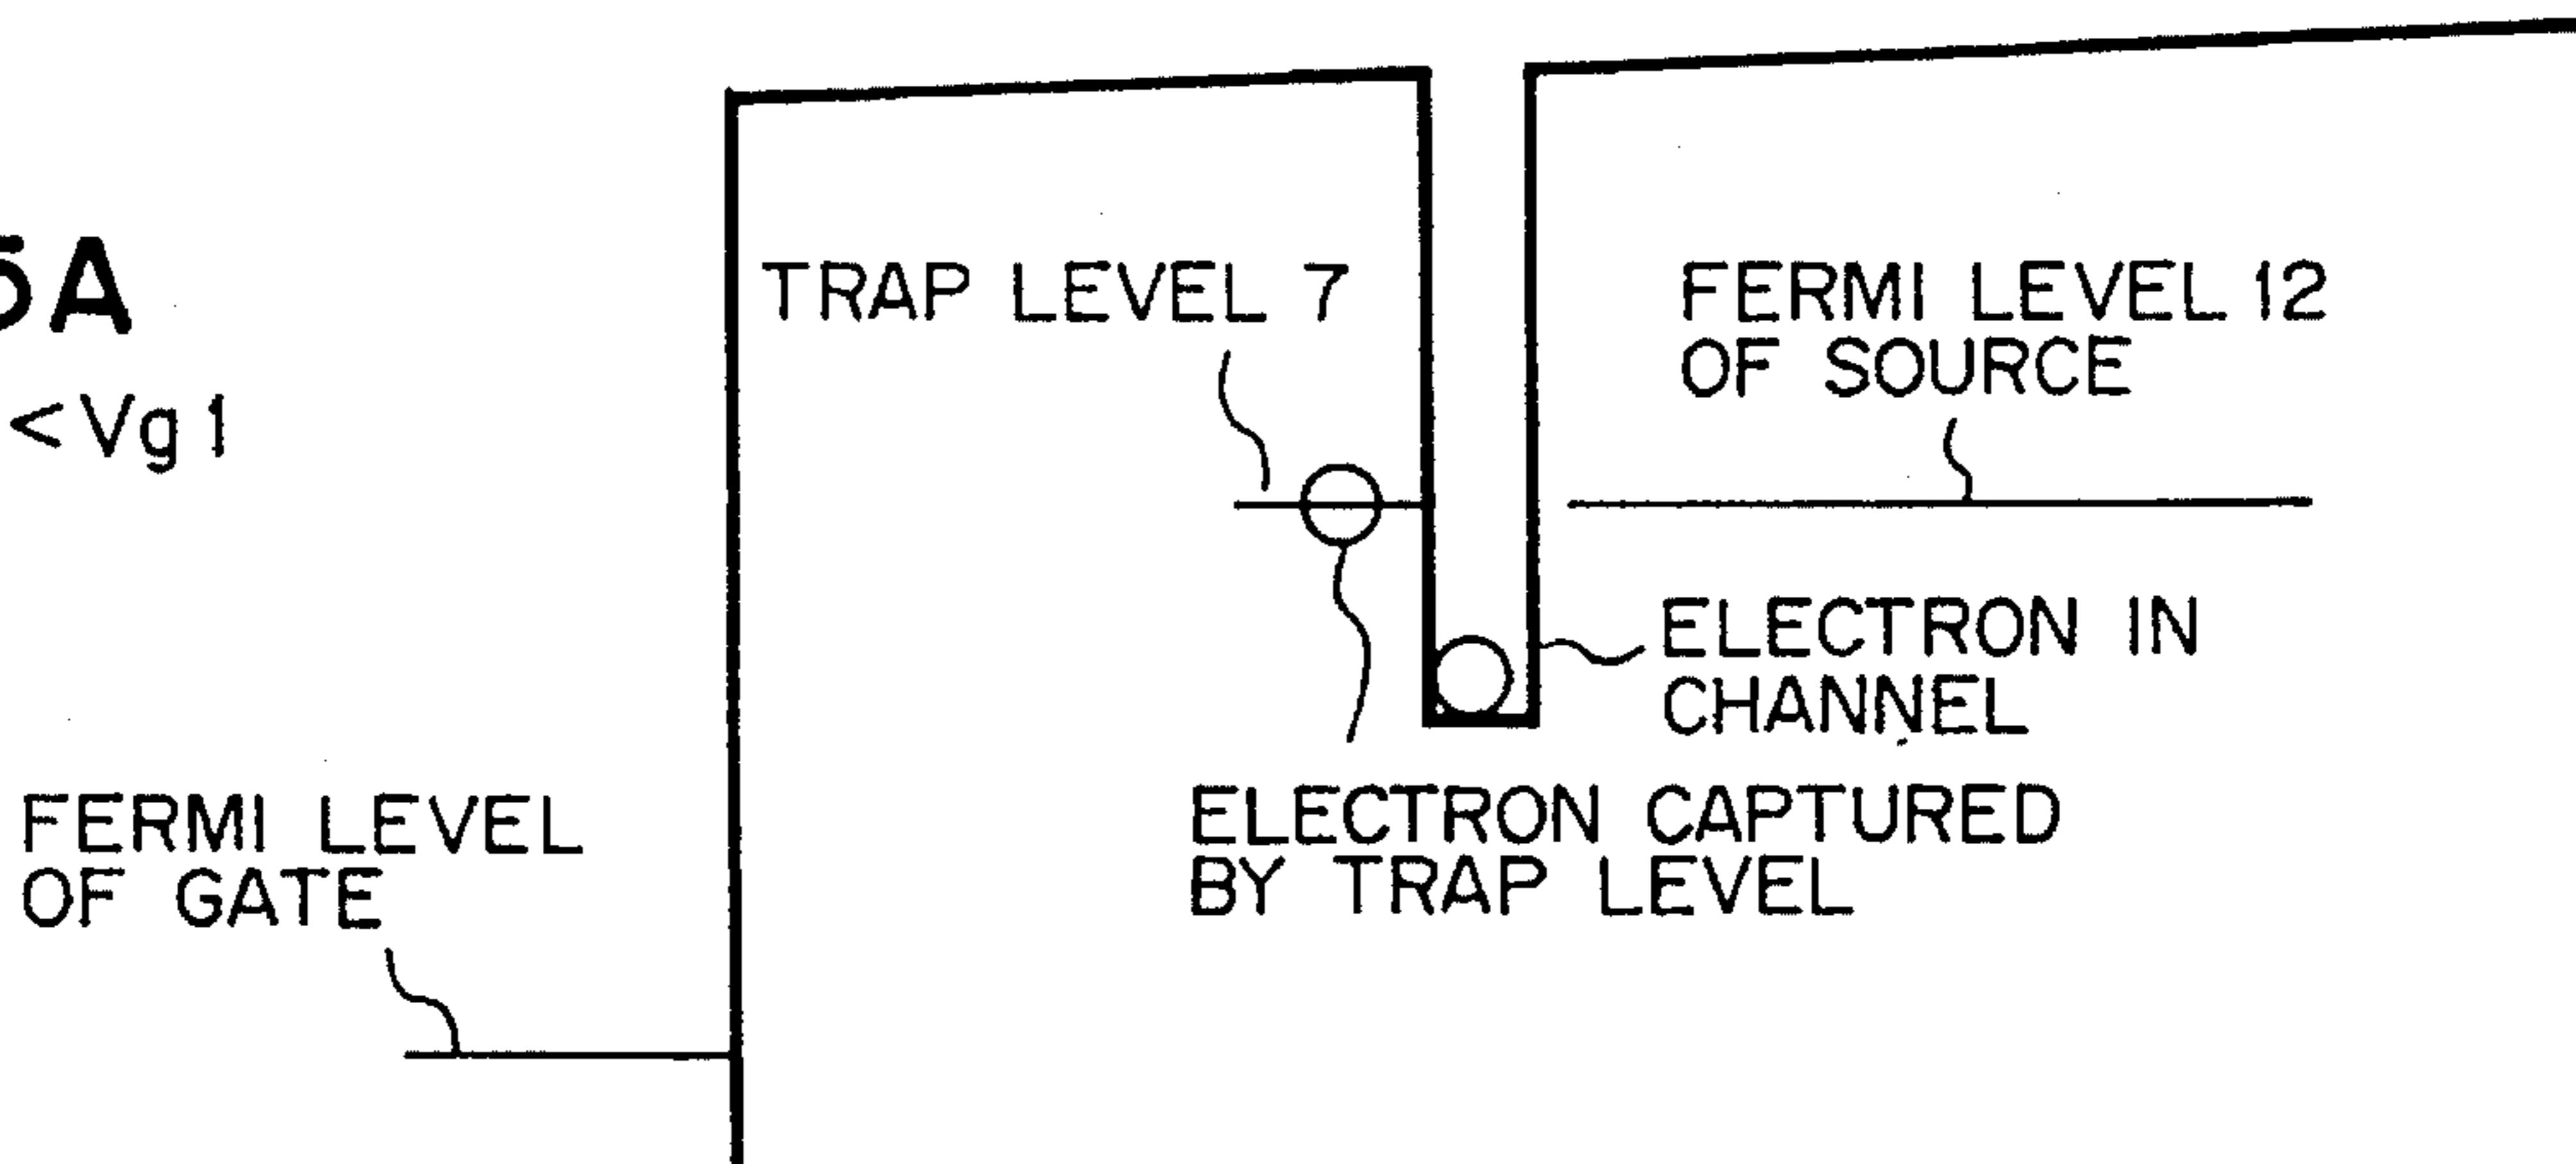 5A
<Vg1
TRAP LEVEL 7
FERMI LEVEL 12
OF SOURCE
ELECTRON IN
CHANNEL
ELECTRON CAPTURED
BY TRAP LEVEL
FERMI LEVEL
OF GATE